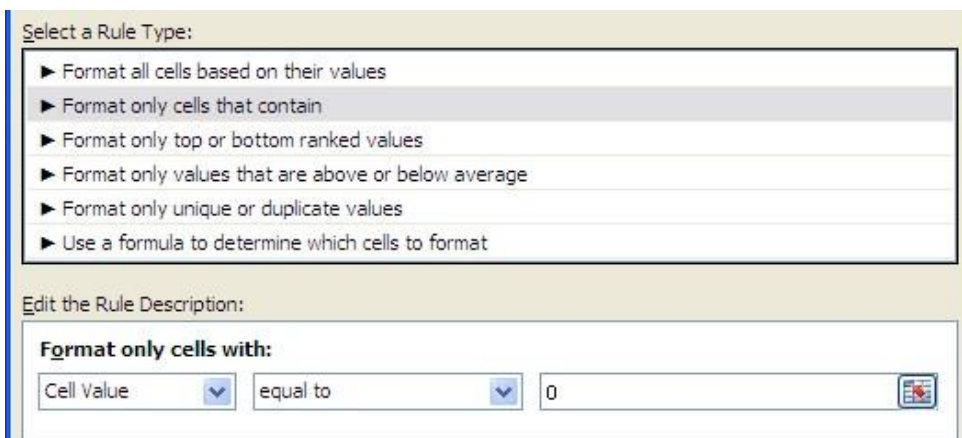 Select a Rule Type:
► Format all cells based on their values
► Format only cells that contain
► Format only top or bottom ranked values
► Format only values that are above or below average
► Format only unique or duplicate values
► Use a formula to determine which cells to format
Edit the Rule Description:
Format only cells with:
Cell Value equal to 0